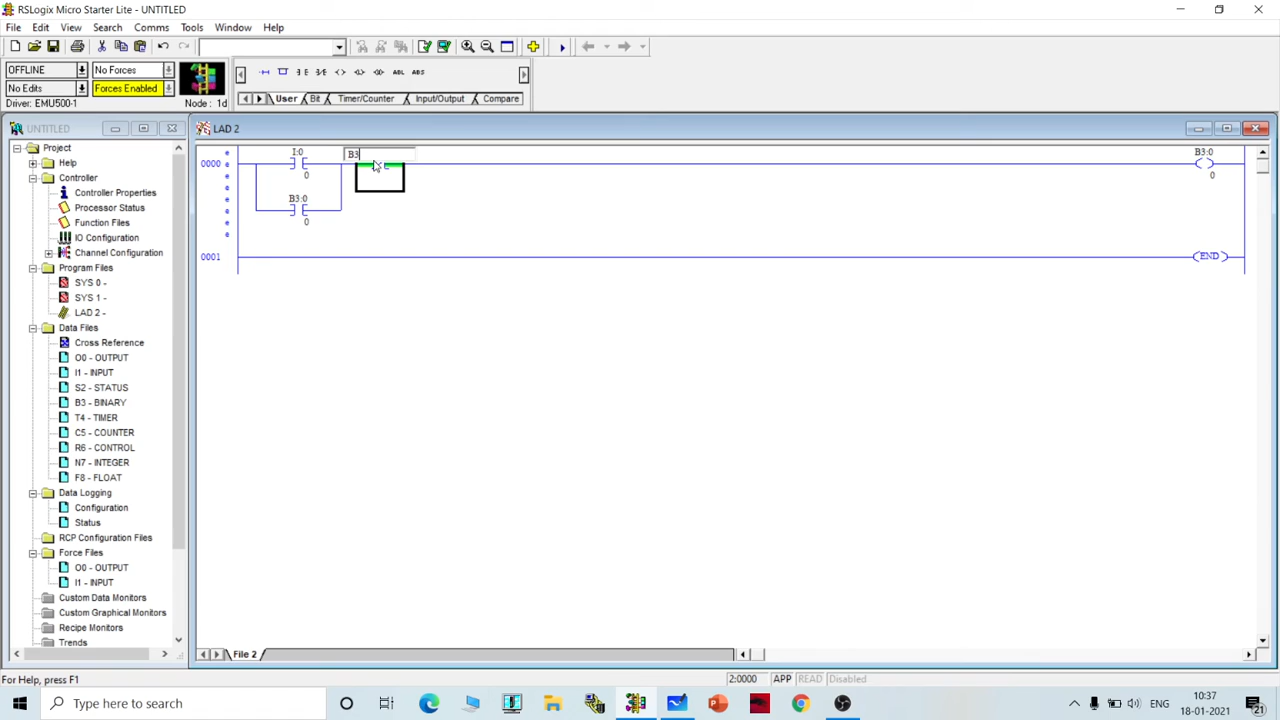 RSLogix Micro Starter Lite - UNTITLED
File Edit View Search Comms Tools Window Help
OFFLINE No Forces
No Edits Forces Enabled
Driver: EMU500-1 Node : 1d
ABL ABS
User Bit Timer/Counter Input/Output Compare
UNTITLED
Project
Help
Controller
Controller Properties
Processor Status
Function Files
IO Configuration
Channel Configuration
Program Files
SYS 0 -
SYS 1 -
LAD 2 -
Data Files
Cross Reference
O0 - OUTPUT
I1 - INPUT
S2 - STATUS
B3 - BINARY
T4 - TIMER
C5 - COUNTER
R6 - CONTROL
N7 - INTEGER
F8 - FLOAT
Data Logging
Configuration
Status
RCP Configuration Files
Force Files
O0 - OUTPUT
I1 - INPUT
Custom Data Monitors
Custom Graphical Monitors
Recipe Monitors
Trends
LAD 2
I:0 B3 B3:0
0000
0 0
B3:0
0
e
e
e
e
e
e
e
e
0001 END
File 2
For Help, press F1
2:0000 APP READ Disabled
Type here to search
ENG
10:37
18-01-2021
21